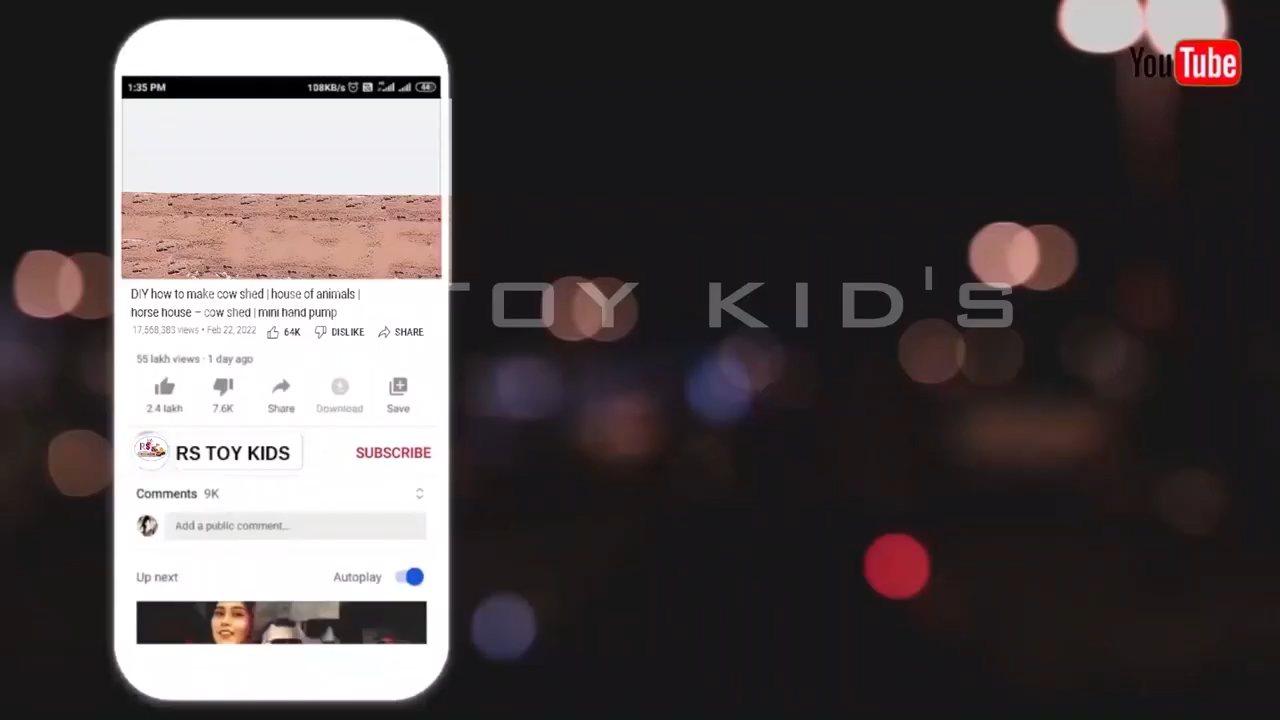 YouTube
1:35 PM 108KB/s 44
TOY KID'S
DIY how to make cow shed | house of animals |
horse house – cow shed | mini hand pump
17,568,383 views • Feb 22, 2022 64K DISLIKE SHARE
55 lakh views · 1 day ago
2.4 lakh 7.6K Share Download Save
RS TOY KIDS SUBSCRIBE
Comments 9K
Add a public comment...
Up next Autoplay